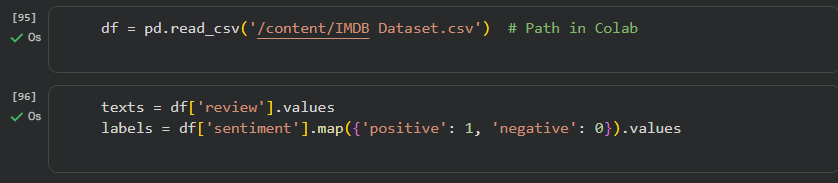 [95]
0s
df = pd.read_csv('/content/IMDB Dataset.csv')  # Path in Colab
[96]
0s
texts = df['review'].values
labels = df['sentiment'].map({'positive': 1, 'negative': 0}).values